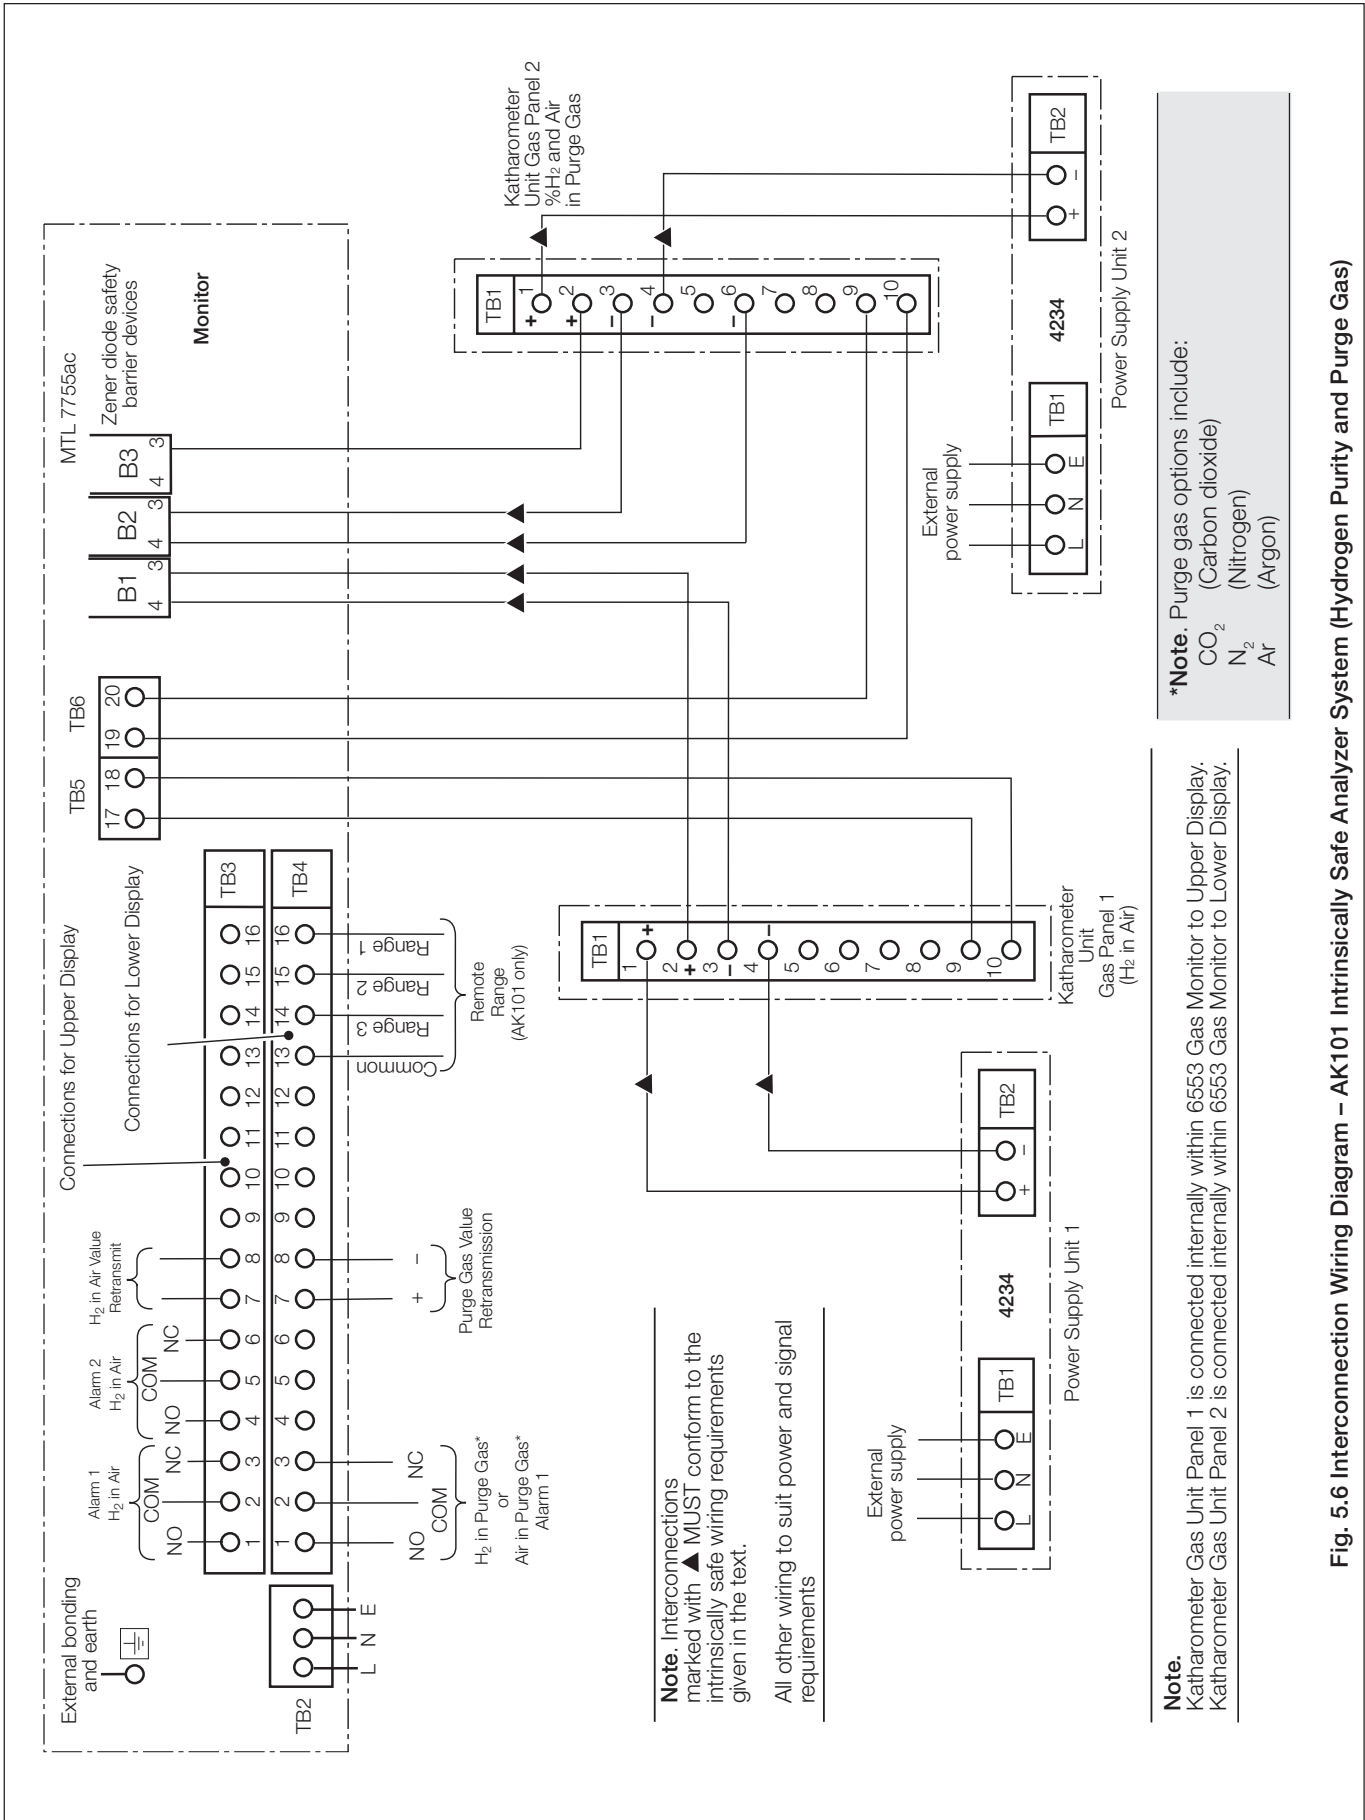 External bonding
and earth
TB2
L
N
E
Connections for Upper Display
Connections for Lower Display
Alarm 1
H₂ in Air
NO
COM
NC
Alarm 2
H₂ in Air
NO
COM
NC
H₂ in Air Value
Retransmit
1 2 3 4 5 6 7 8 9 10 11 12 13 14 15 16
TB3
1 2 3 4 5 6 7 8 9 10 11 12 13 14 15 16
TB4
NO
COM
NC
H₂ in Purge Gas*
or
Air in Purge Gas*
Alarm 1
+ −
Purge Gas Value
Retransmission
Common
Range 3
Range 2
Range 1
Remote
Range
(AK101 only)
TB5
TB6
17 18 19 20
MTL 7755ac
Zener diode safety
barrier devices
Monitor
B1
4 3
B2
4 3
B3
4 3
Katharometer
Unit Gas Panel 2
%H₂ and Air
in Purge Gas
TB1
+ 1
+ 2
− 3
− 4
5
− 6
7
8
9
10
TB1
1 +
2 +
3 −
4 −
5
6
7
8
9
10
Katharometer
Unit
Gas Panel 1
(H₂ in Air)
Note. Interconnections
marked with ▲ MUST conform to the
intrinsically safe wiring requirements
given in the text.
All other wiring to suit power and signal
requirements
External
power supply
L N E
TB1
4234
+ −
TB2
Power Supply Unit 1
External
power supply
L N E
TB1
4234
+ −
TB2
Power Supply Unit 2
Note.
Katharometer Gas Unit Panel 1 is connected internally within 6553 Gas Monitor to Upper Display.
Katharometer Gas Unit Panel 2 is connected internally within 6553 Gas Monitor to Lower Display.
*Note. Purge gas options include:
CO₂ (Carbon dioxide)
N₂ (Nitrogen)
Ar (Argon)
Fig. 5.6 Interconnection Wiring Diagram – AK101 Intrinsically Safe Analyzer System (Hydrogen Purity and Purge Gas)